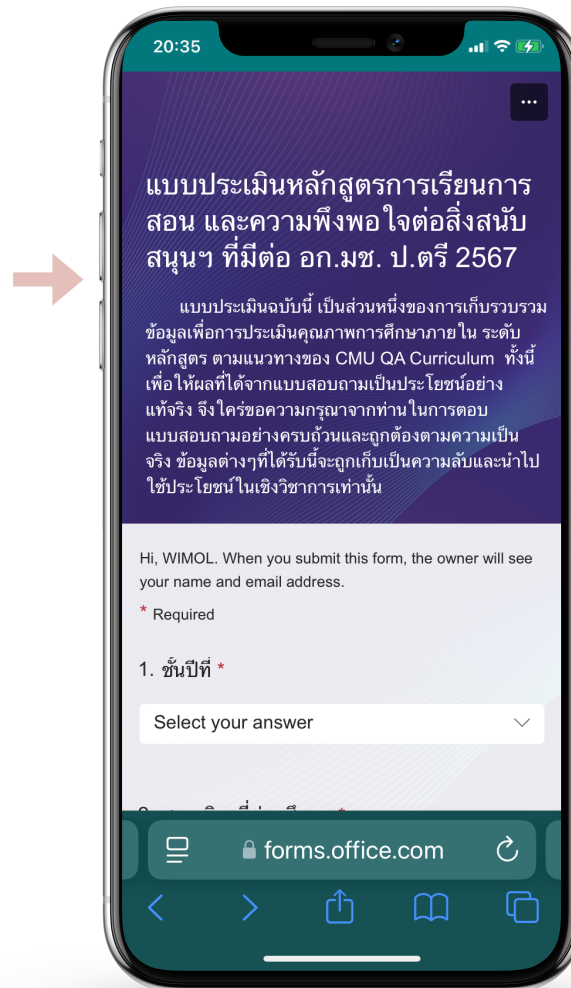 20:35
แบบประเมินหลักสูตรการเรียนการ
สอน และความพึงพอใจต่อสิ่งสนับ
สนุนฯ ที่มีต่อ อก.มช. ป.ตรี 2567
แบบประเมินฉบับนี้ เป็นส่วนหนึ่งของการเก็บรวบรวม
ข้อมูลเพื่อการประเมินคุณภาพการศึกษาภายใน ระดับ
หลักสูตร ตามแนวทางของ CMU QA Curriculum ทั้งนี้
เพื่อให้ผลที่ได้จากแบบสอบถามเป็นประโยชน์อย่าง
แท้จริง จึงใคร่ขอความกรุณาจากท่านในการตอบ
แบบสอบถามอย่างครบถ้วนและถูกต้องตามความเป็น
จริง ข้อมูลต่างๆที่ได้รับนี้จะถูกเก็บเป็นความลับและนำไป
ใช้ประโยชน์ในเชิงวิชาการเท่านั้น
Hi, WIMOL. When you submit this form, the owner will see
your name and email address.
* Required
1. ชั้นปีที่ *
Select your answer
forms.office.com